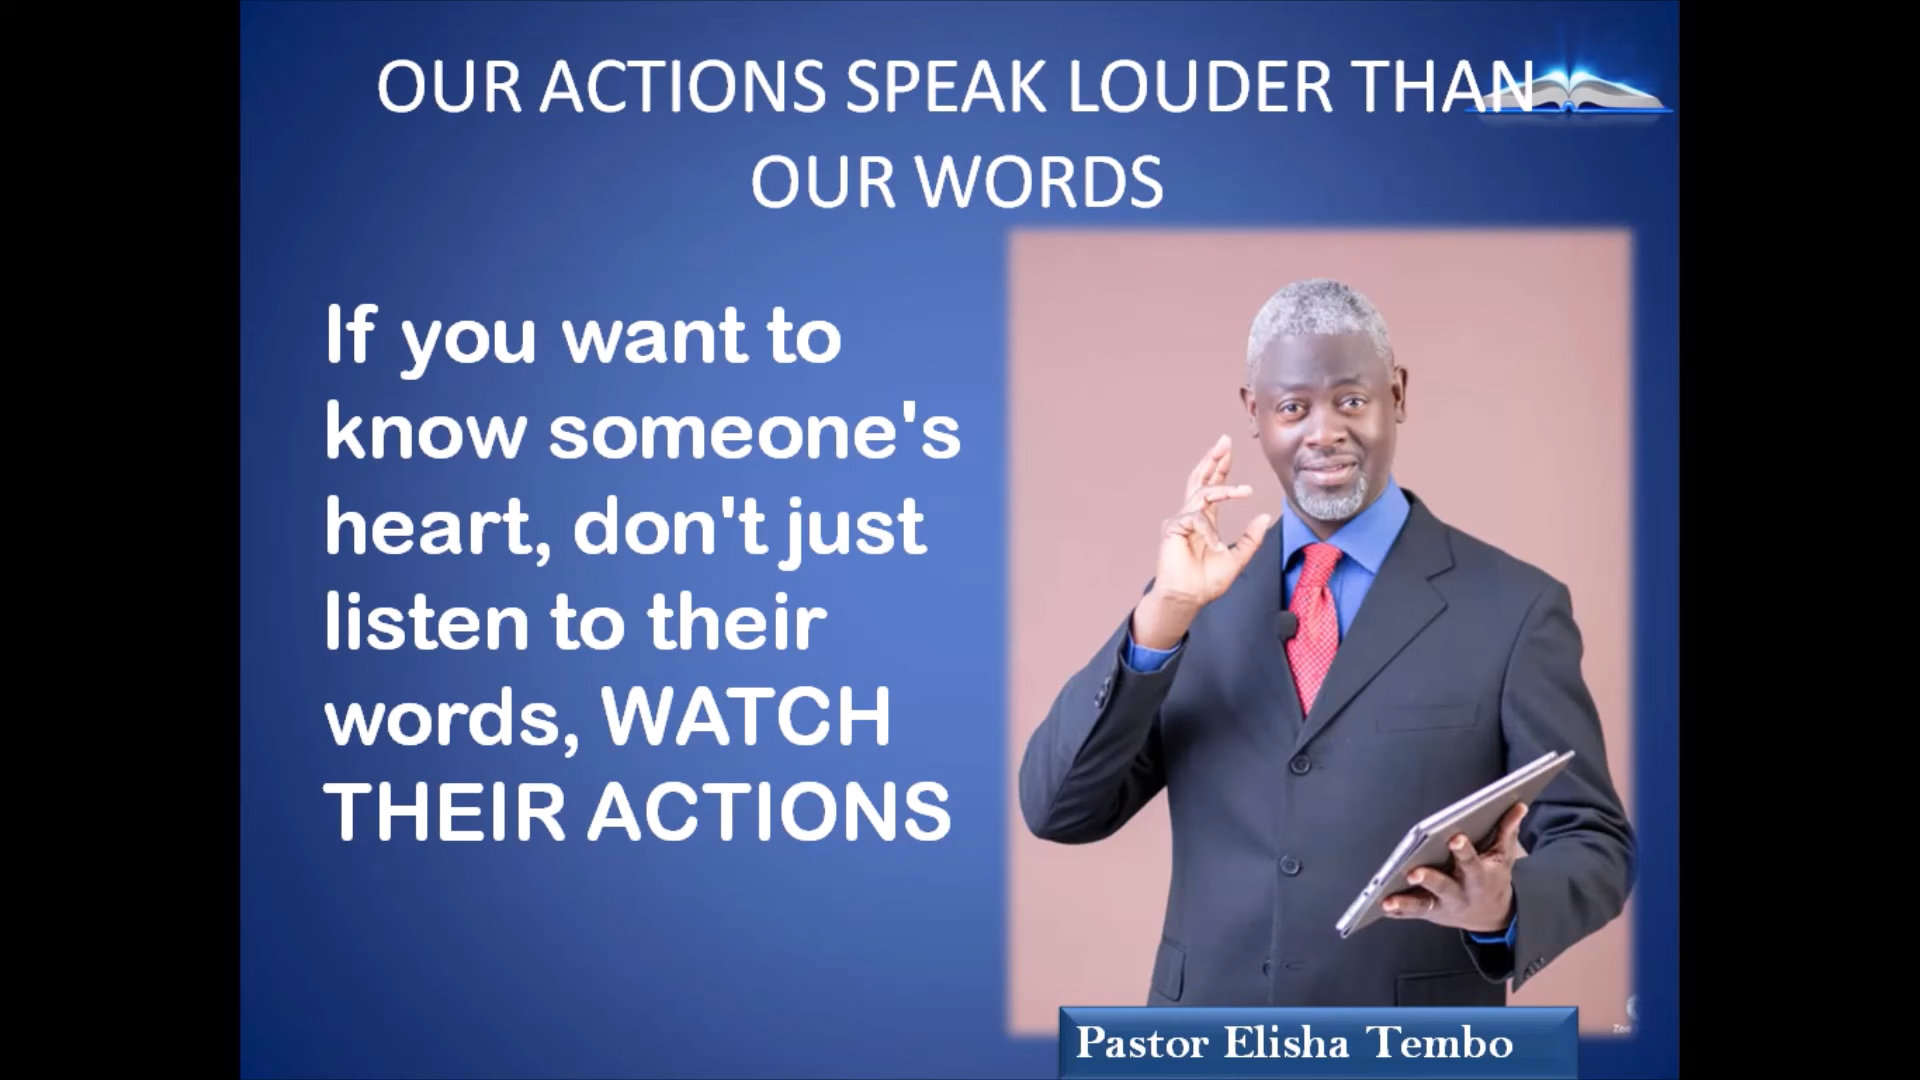 OUR ACTIONS SPEAK LOUDER THAN
OUR WORDS
If you want to
know someone's
heart, don't just
listen to their
words, WATCH
THEIR ACTIONS
Pastor Elisha Tembo